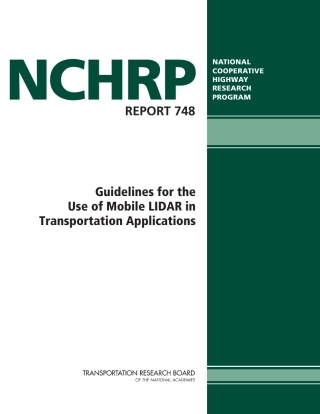 NCHRP
REPORT 748
NATIONAL
COOPERATIVE
HIGHWAY
RESEARCH
PROGRAM
Guidelines for the
Use of Mobile LIDAR in
Transportation Applications
TRANSPORTATION RESEARCH BOARD
OF THE NATIONAL ACADEMIES